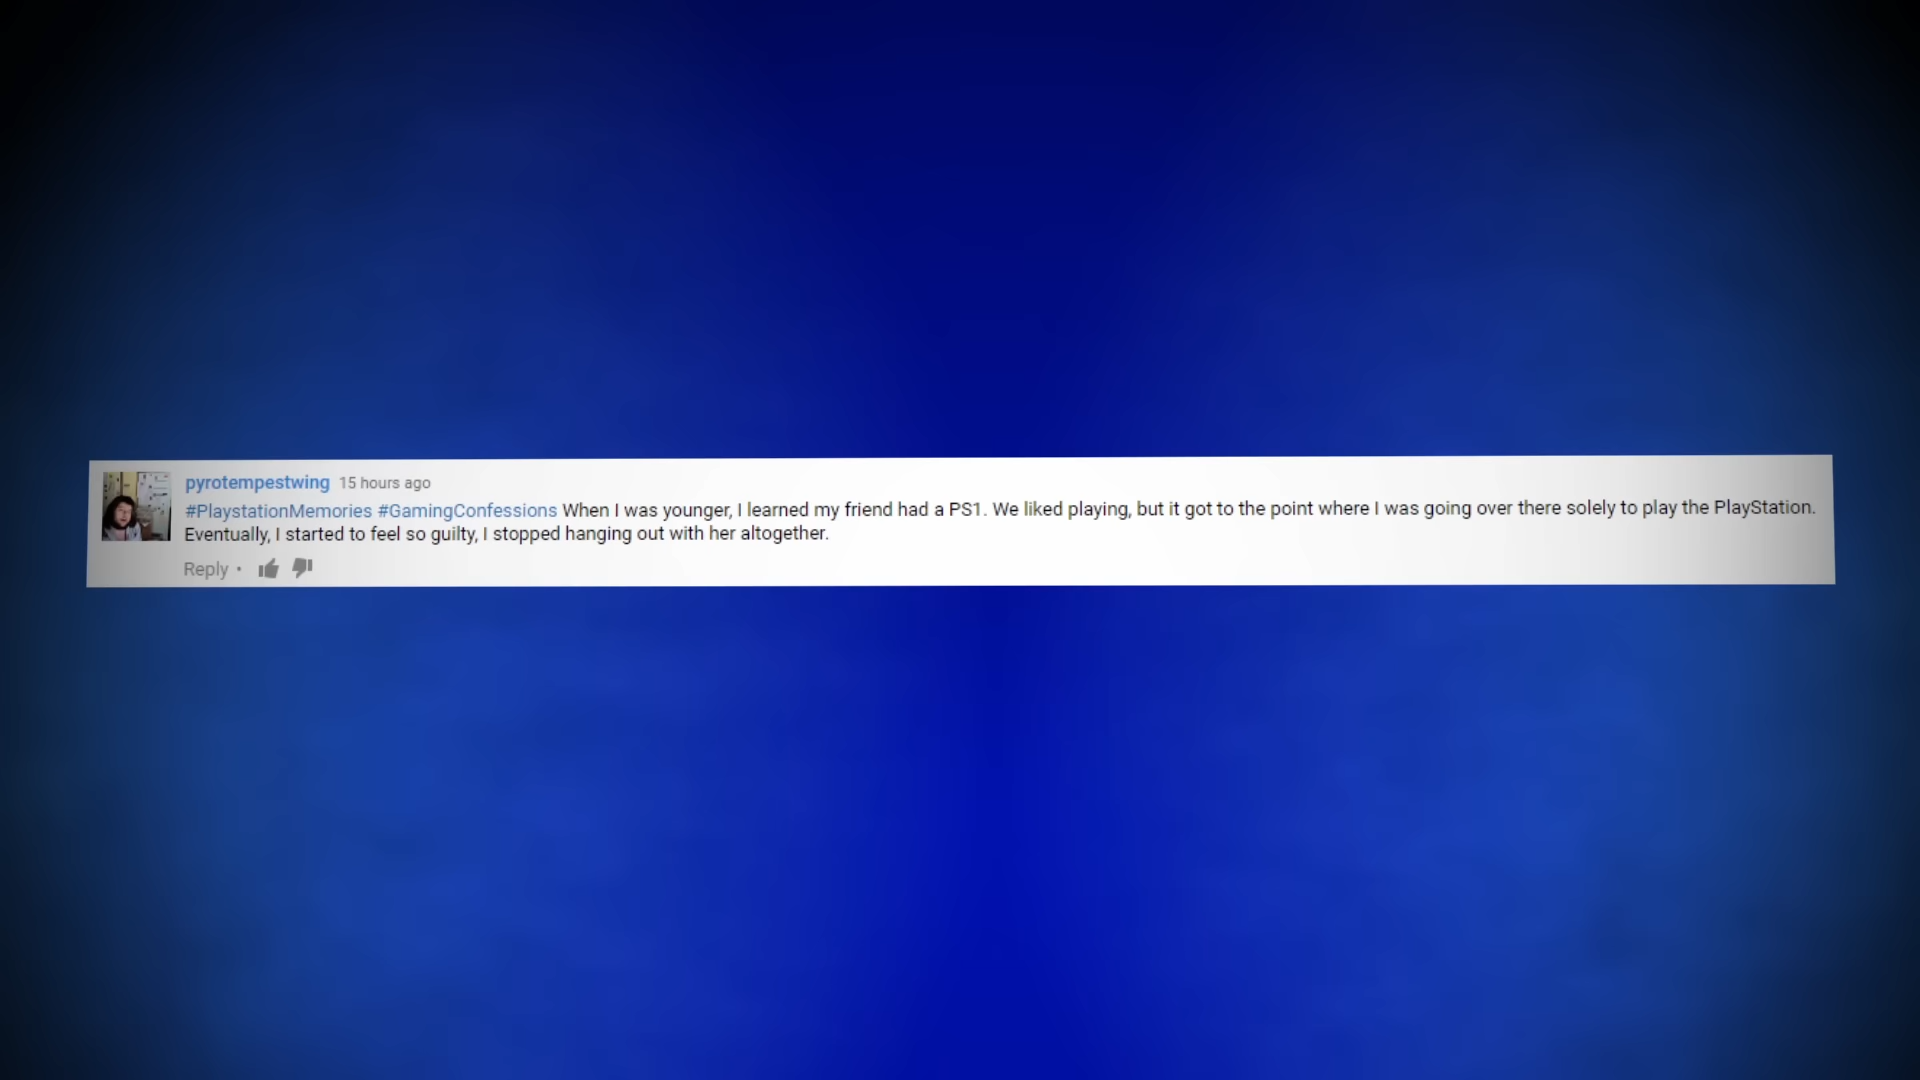 pyrotempestwing 15 hours ago
#PlaystationMemories #GamingConfessions When I was younger, I learned my friend had a PS1. We liked playing, but it got to the point where I was going over there solely to play the PlayStation.
Eventually, I started to feel so guilty, I stopped hanging out with her altogether.
Reply •